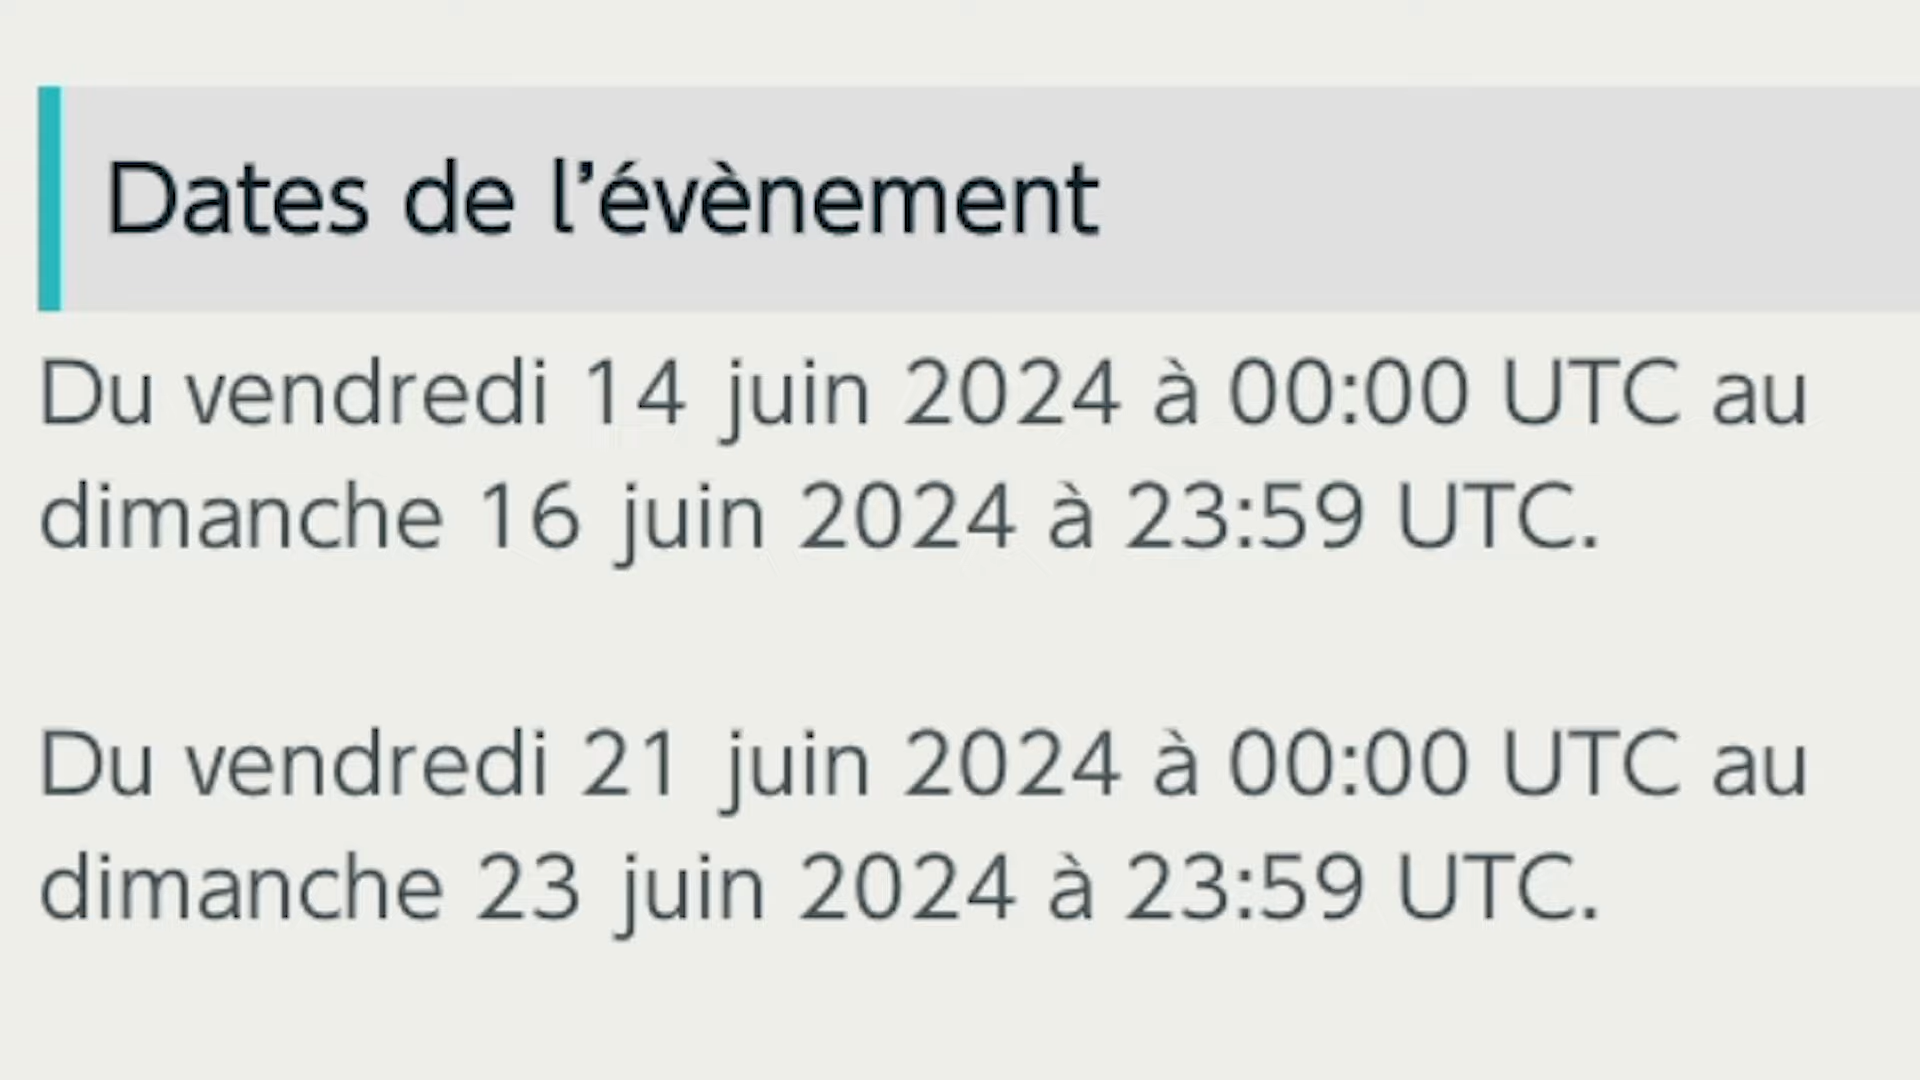 Dates de l’évènement
Du vendredi 14 juin 2024 à 00:00 UTC au
dimanche 16 juin 2024 à 23:59 UTC.
Du vendredi 21 juin 2024 à 00:00 UTC au
dimanche 23 juin 2024 à 23:59 UTC.